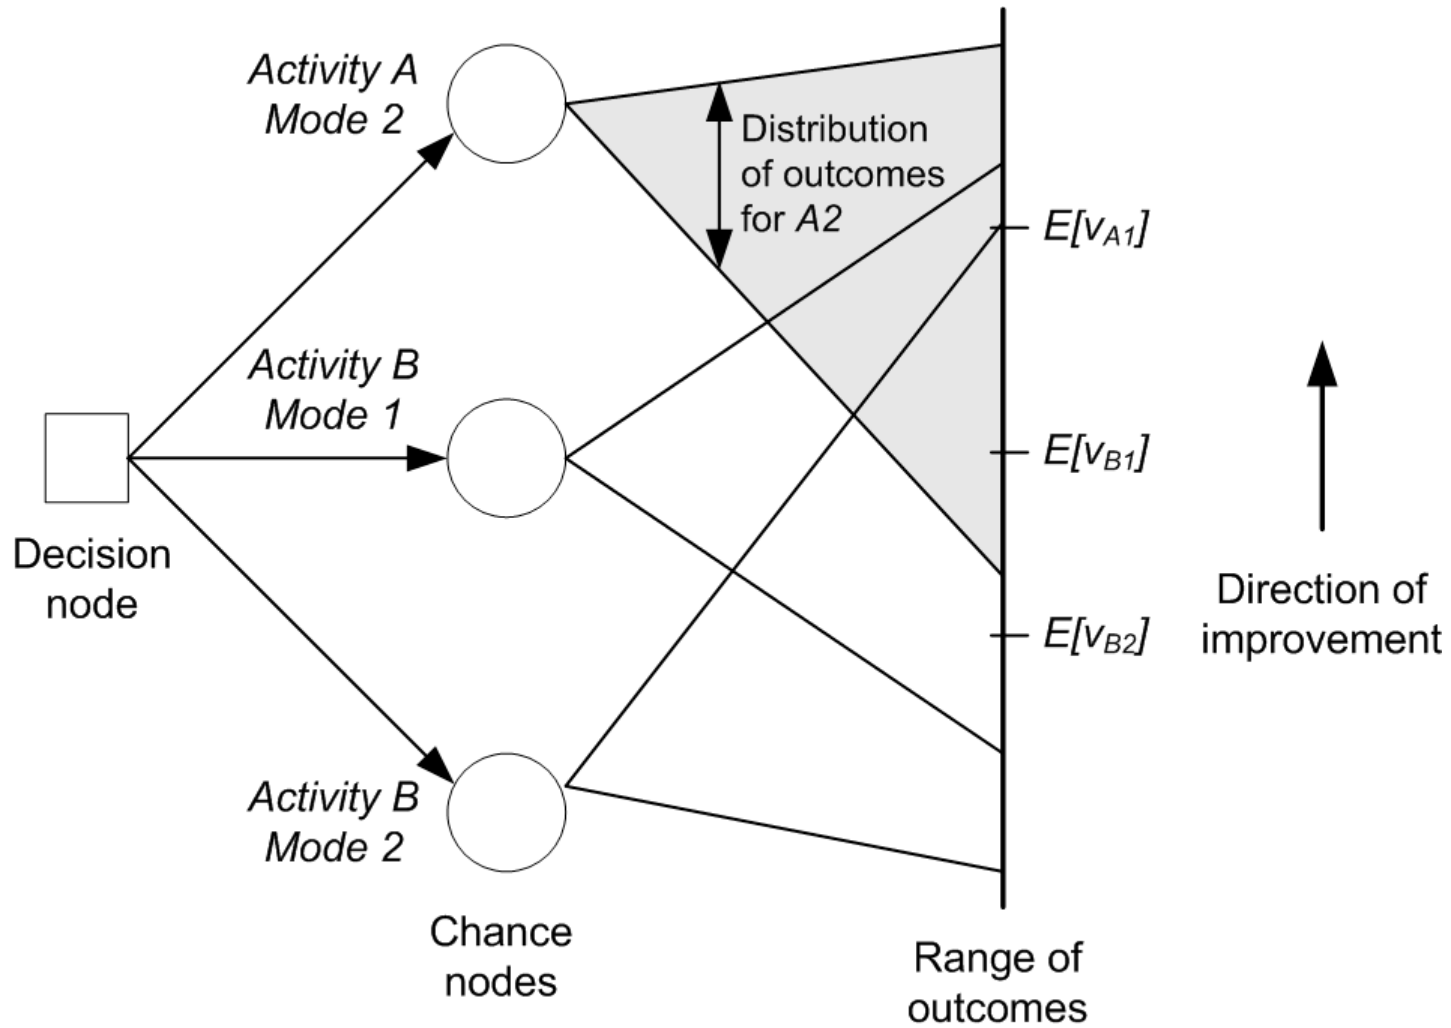 Activity A
Mode 2
Distribution
of outcomes
for A2
E[vA1]
Activity B
Mode 1
E[vB1]
Decision
node
E[vB2]
Direction of
improvement
Activity B
Mode 2
Chance
nodes
Range of
outcomes